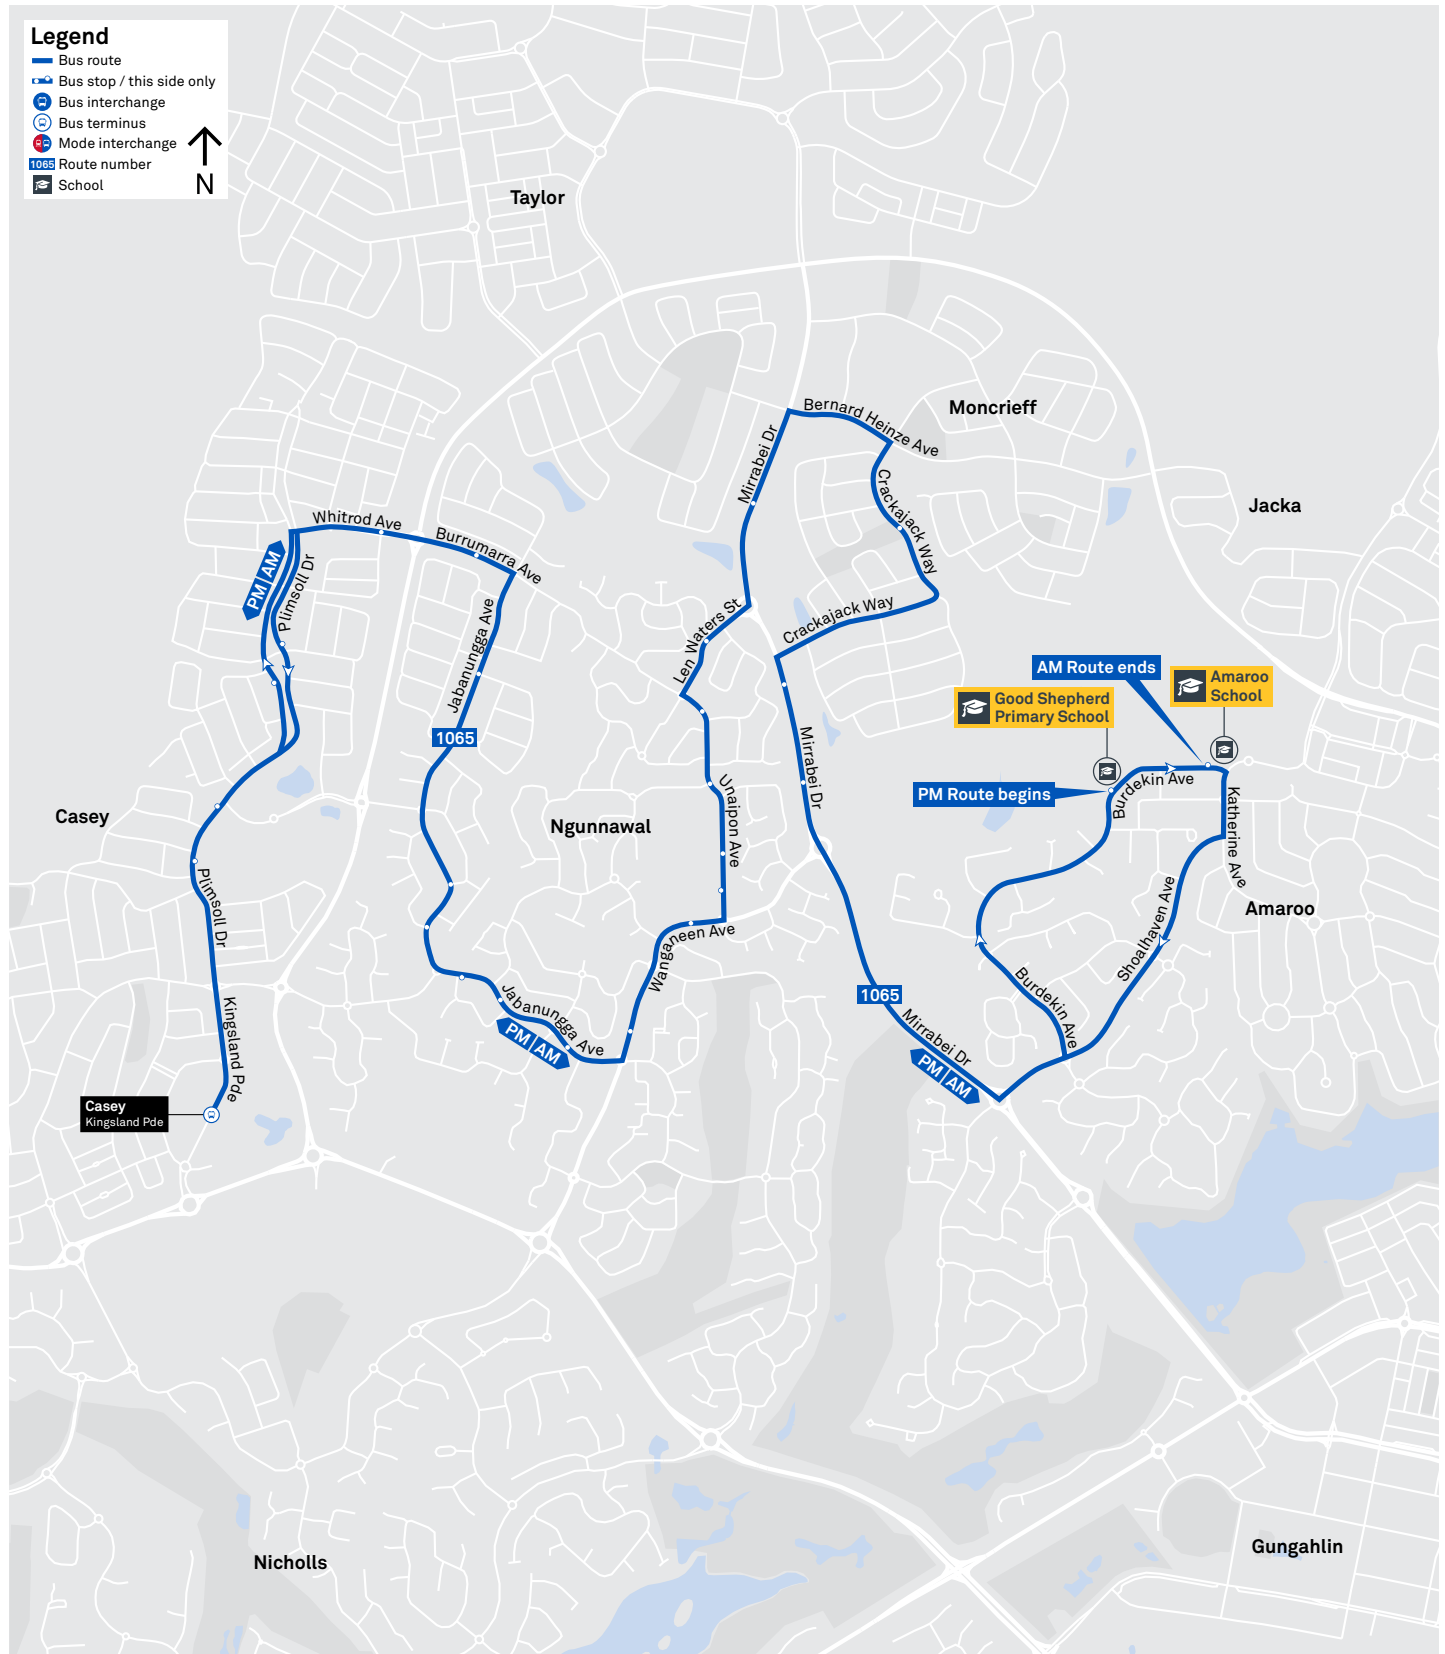 Legend
Bus route
Bus stop / this side only
Bus interchange
Bus terminus
Mode interchange
1065 Route number
School
N
Taylor
Moncrieff
Jacka
Bernard Heinze Ave
Mirrabei Dr
Crackajack Way
Whitrod Ave
Burrumarra Ave
PM | AM
Plimsoll Dr
Jabanungga Ave
Len Waters St
Crackajack Way
AM Route ends
Amaroo
School
Good Shepherd
Primary School
1065
Mirrabei Dr
Burdekin Ave
PM Route begins
Unaipon Ave
Katherine Ave
Casey
Ngunnawal
Plimsoll Dr
Amaroo
Shoalhaven Ave
Wanganeen Ave
Burdekin Ave
1065
Jabanungga Ave
Mirrabei Dr
PM | AM
PM | AM
Kingsland Pde
Casey
Kingsland Pde
Nicholls
Gungahlin